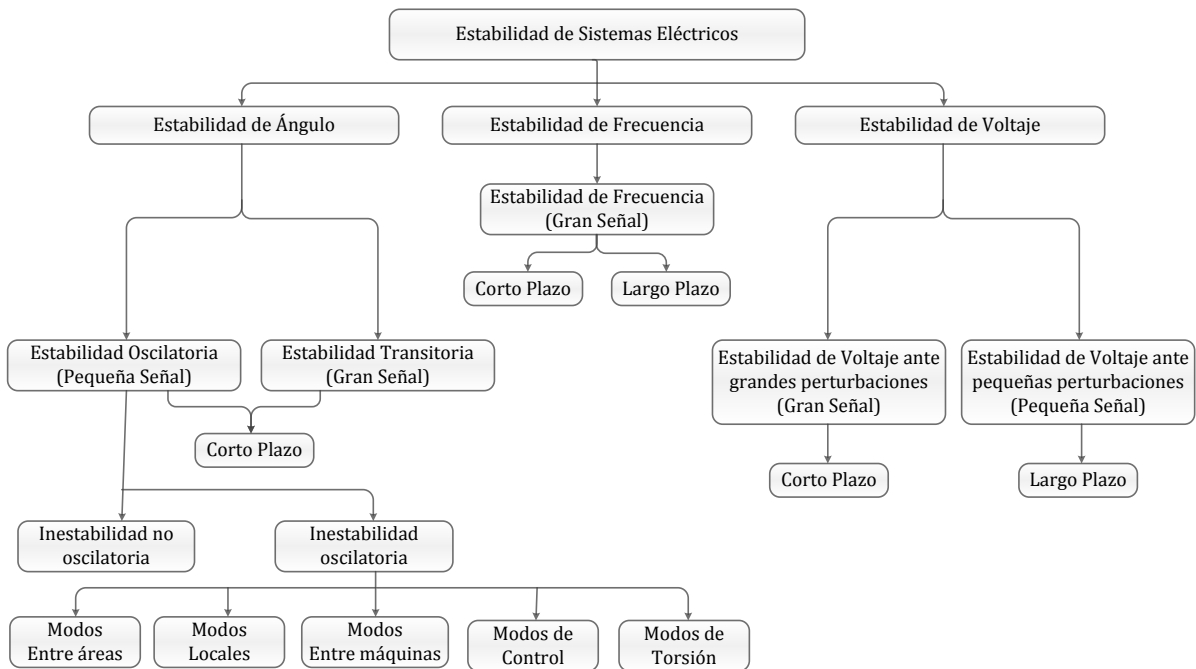 Estabilidad de Sistemas Eléctricos
Estabilidad de Ángulo
Estabilidad de Frecuencia
Estabilidad de Voltaje
Estabilidad de Frecuencia
(Gran Señal)
Corto Plazo
Largo Plazo
Estabilidad Oscilatoria
(Pequeña Señal)
Estabilidad Transitoria
(Gran Señal)
Estabilidad de Voltaje ante
grandes perturbaciones
(Gran Señal)
Estabilidad de Voltaje ante
pequeñas perturbaciones
(Pequeña Señal)
Corto Plazo
Corto Plazo
Largo Plazo
Inestabilidad no
oscilatoria
Inestabilidad
oscilatoria
Modos
Entre áreas
Modos
Locales
Modos
Entre máquinas
Modos de
Control
Modos de
Torsión